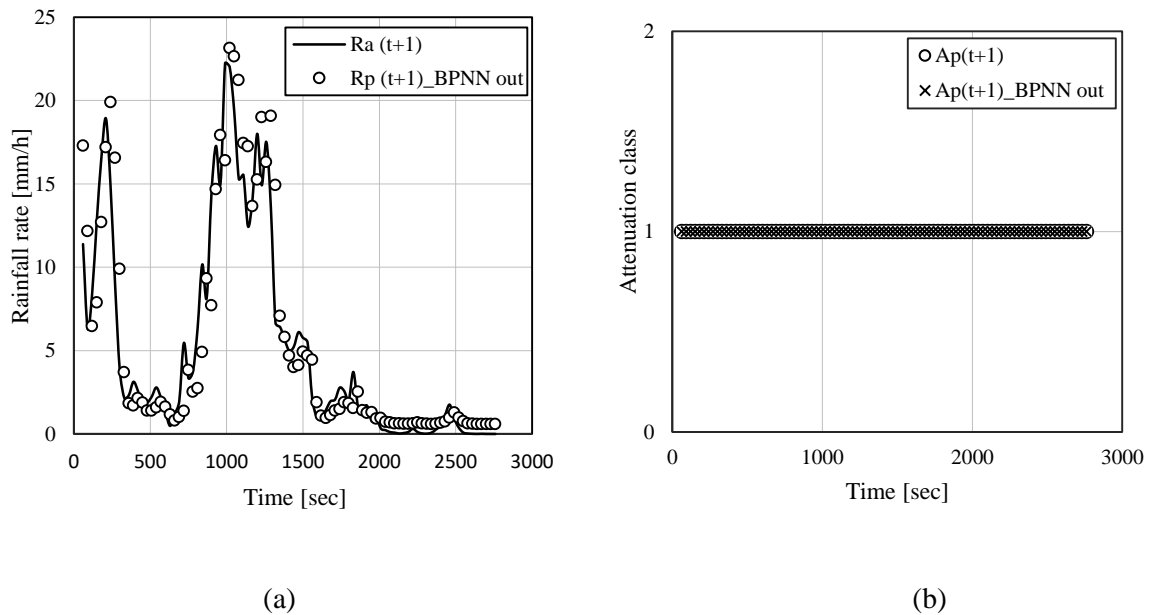 25
20
15
10
5
0
Rainfall rate [mm/h]
Ra (t+1)
Rp (t+1)_BPNN out
0 500 1000 1500 2000 2500 3000
Time [sec]
(a)
2
1
0
Attenuation class
Ap(t+1)
Ap(t+1)_BPNN out
0 1000 2000 3000
Time [sec]
(b)